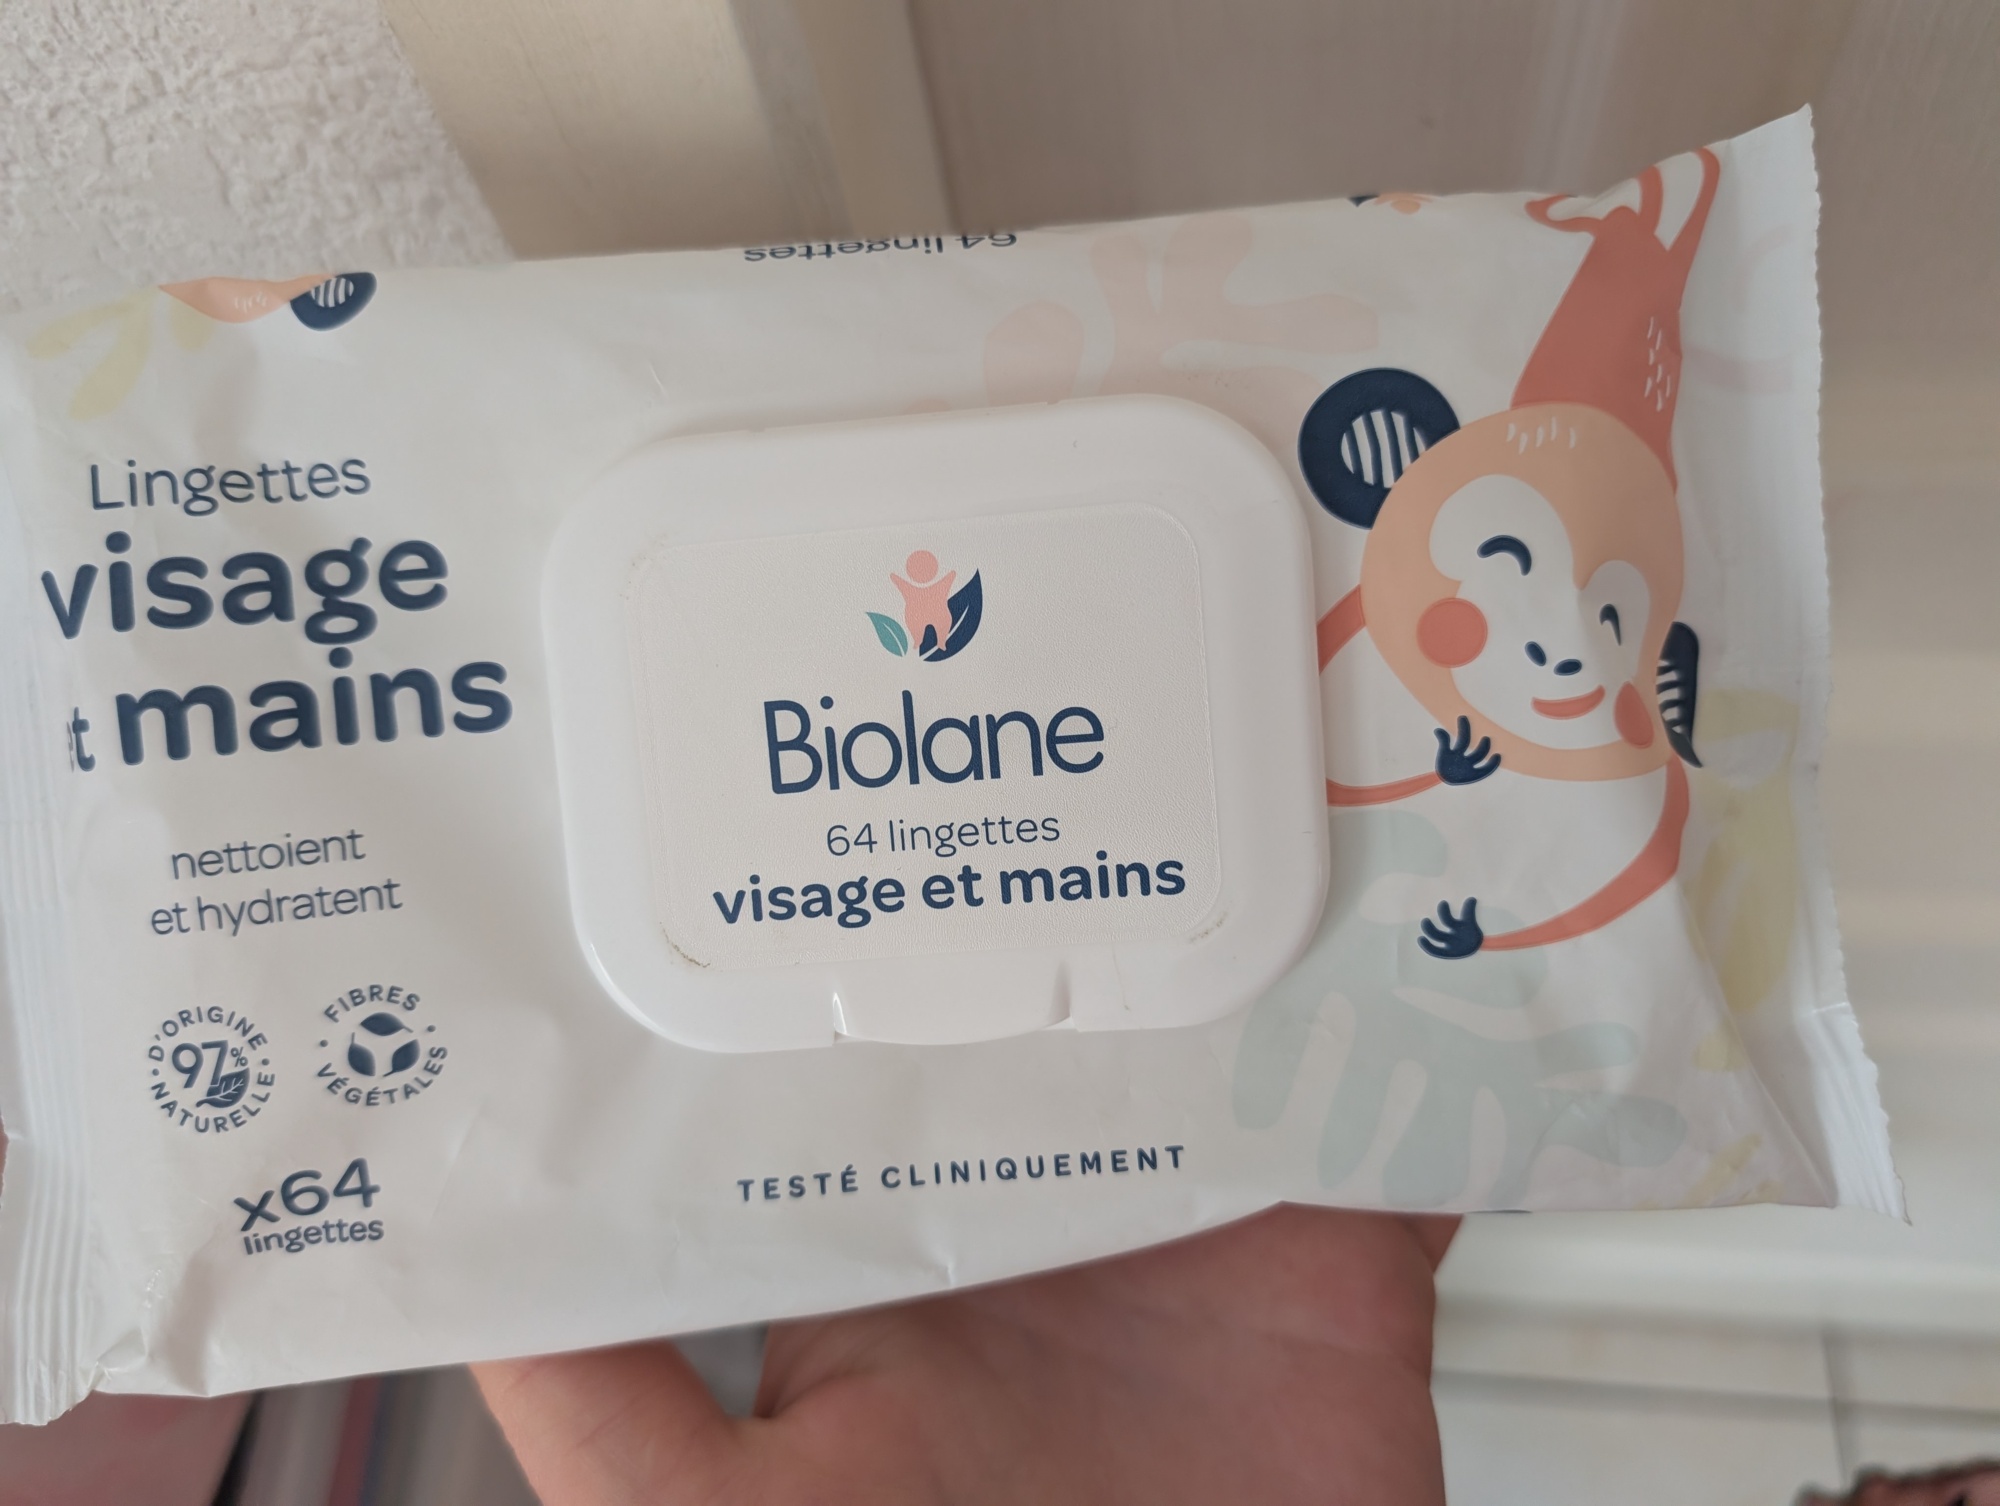 64 lingettes
Lingettes
visage
et mains
nettoient
et hydratent
D'ORIGINE
97%
NATURELLE
FIBRES
VÉGÉTALES
x64
lingettes
Biolane
64 lingettes
visage et mains
TESTÉ CLINIQUEMENT